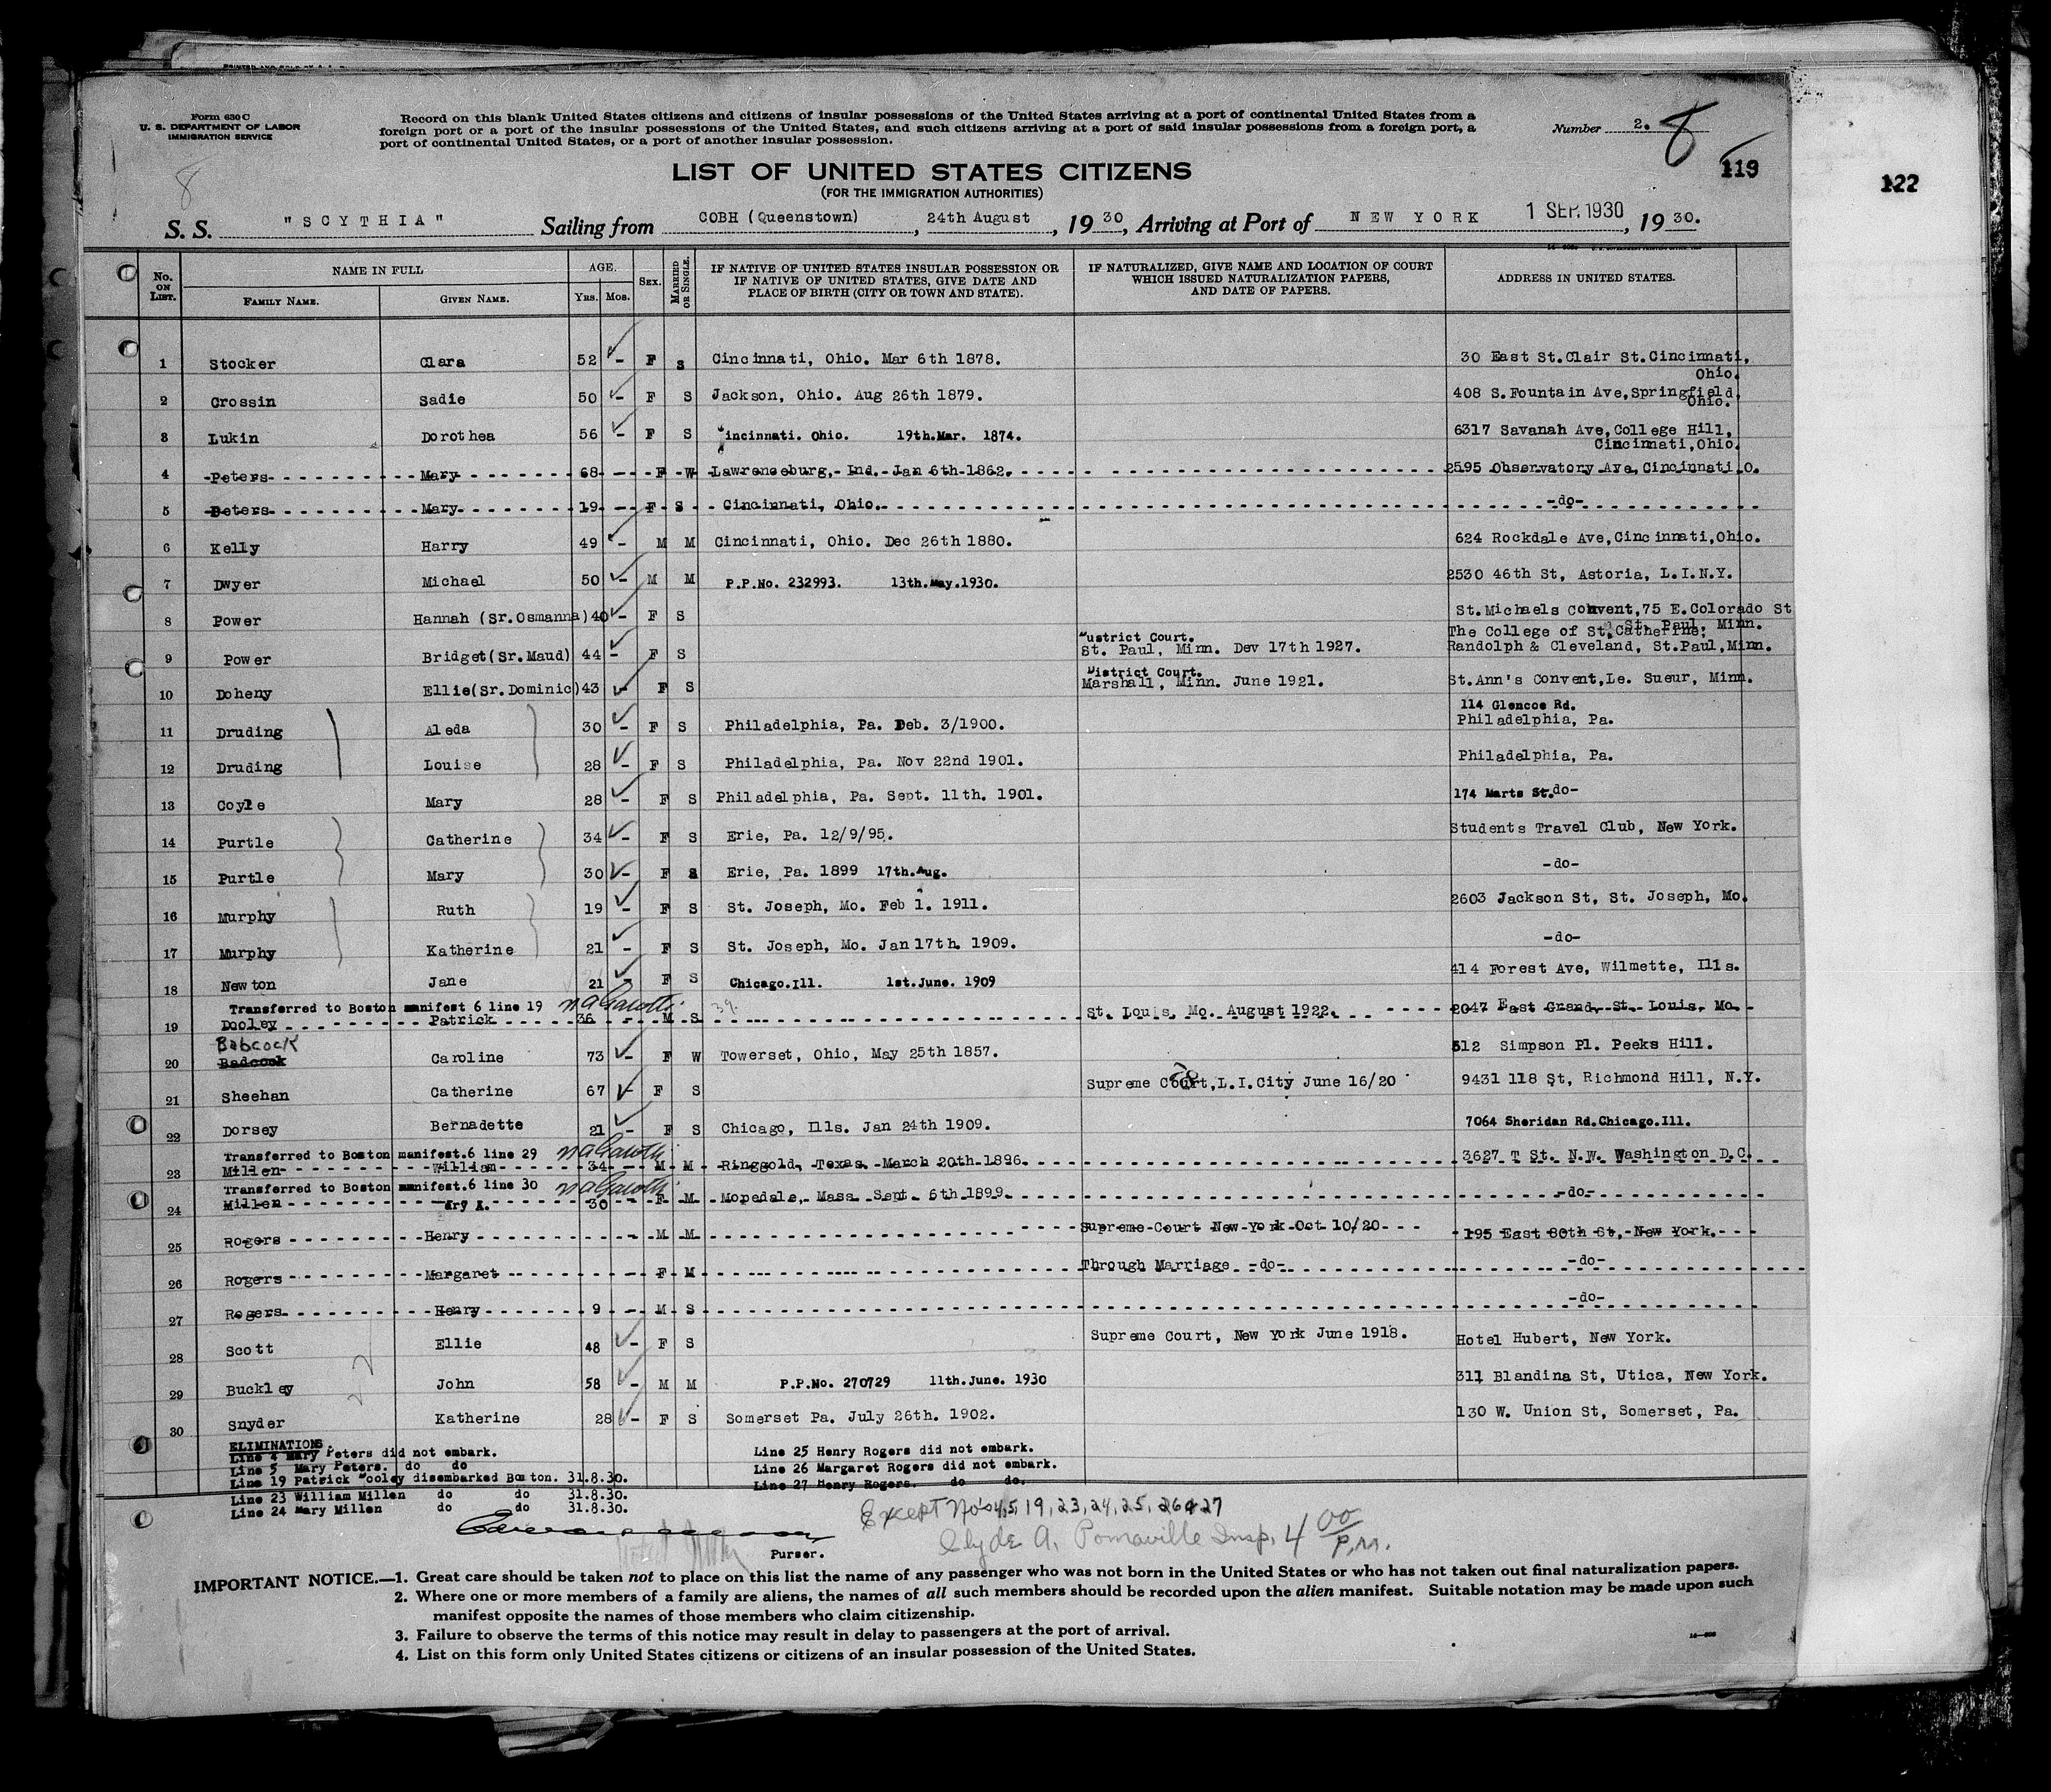 PRINTED AND SOLD BY
Form 630 C
U. S. DEPARTMENT OF LABOR
IMMIGRATION SERVICE
Record on this blank United States citizens and citizens of insular possessions of the United States arriving at a port of continental United States from a
foreign port or a port of the insular possessions of the United States, and such citizens arriving at a port of said insular possessions from a foreign port, a
port of continental United States, or a port of another insular possession.
Number 2. 8
119
122
8
LIST OF UNITED STATES CITIZENS
(FOR THE IMMIGRATION AUTHORITIES)
S. S. "SCYTHIA" Sailing from COBH (Queenstown), 24th August, 1930, Arriving at Port of NEW YORK 1 SEP. 1930, 1930.
No. ON LIST. NAME IN FULL FAMILY NAME. GIVEN NAME. AGE. YRS. MOS. SEX. MARRIED OR SINGLE. IF NATIVE OF UNITED STATES INSULAR POSSESSION OR IF NATIVE OF UNITED STATES, GIVE DATE AND PLACE OF BIRTH (CITY OR TOWN AND STATE). IF NATURALIZED, GIVE NAME AND LOCATION OF COURT WHICH ISSUED NATURALIZATION PAPERS, AND DATE OF PAPERS. ADDRESS IN UNITED STATES.
1 Stocker Clara 52 - F S Cincinnati, Ohio. Mar 6th 1878. 30 East St.Clair St.Cincinnati, Ohio.
2 Crossin Sadie 50 - F S Jackson, Ohio. Aug 26th 1879. 408 S.Fountain Ave,Springfield, Ohio.
3 Lukin Dorothea 56 - F S Cincinnati. Ohio. 19th.Mar. 1874. 6317 Savanah Ave,College Hill, Cincinnati,Ohio.
4 Peters Mary 68 - F W Lawrenceburg, Ind. Jan 6th 1862. 2595 Observatory Ave,Cincinnati O.
5 Peters Mary 19 - F S Cincinnati, Ohio. -do-
6 Kelly Harry 49 - M M Cincinnati, Ohio. Dec 26th 1880. 624 Rockdale Ave,Cincinnati,Ohio.
7 Dwyer Michael 50 - M M P.P.No. 232993. 13th.May.1930. 2530 46th St, Astoria, L.I.N.Y.
8 Power Hannah (Sr.Osmanna) 40 - F S St.Michaels Convent,75 E.Colorado St St. Paul, Minn.
9 Power Bridget(Sr.Maud) 44 - F S District Court. St. Paul, Minn. Dev 17th 1927. The College of St.Catherine, Randolph & Cleveland, St.Paul,Minn.
10 Doheny Ellie(Sr.Dominic) 43 - F S District Court. Marshall, Minn. June 1921. St.Ann's Convent,Le. Sueur, Minn.
11 Druding Aleda 30 - F S Philadelphia, Pa. Feb. 3/1900. 114 Glencoe Rd. Philadelphia, Pa.
12 Druding Louise 28 - F S Philadelphia, Pa. Nov 22nd 1901. Philadelphia, Pa.
13 Coyle Mary 28 - F S Philadelphia, Pa. Sept. 11th. 1901. 174 Marts St. -do-
14 Purtle Catherine 34 - F S Erie, Pa. 12/9/95. Students Travel Club, New York.
15 Purtle Mary 30 - F S Erie, Pa. 1899 17th.Aug. -do-
16 Murphy Ruth 19 - F S St. Joseph, Mo. Feb 1. 1911. 2603 Jackson St, St. Joseph, Mo.
17 Murphy Katherine 21 - F S St. Joseph, Mo. Jan 17th. 1909. -do-
18 Newton Jane 21 - F S Chicago.Ill. 1st.June. 1909 414 Forest Ave, Wilmette, Ills.
Transferred to Boston manifest 6 line 19
19 Dooley Patrick 36 - M S 39. St. Louis, Mo. August 1922. 2047 East Grand, St. Louis, Mo.
Babcock
20 Badcook Caroline 73 - F W Towerset, Ohio, May 25th 1857. 512 Simpson Pl. Peeks Hill.
21 Sheehan Catherine 67 - F S Supreme Court,L.I.City June 16/20 9431 118 St, Richmond Hill, N.Y.
22 Dorsey Bernadette 21 - F S Chicago, Ills. Jan 24th 1909. 7064 Sheridan Rd.Chicago.Ill.
Transferred to Boston manifest.6 line 29
23 Millen William 34 - M M Ringgold, Texas. March 20th 1896. 3627 T St. N.W. Washington D.C.
Transferred to Boston manifest.6 line 30
24 Millen Mary A. 30 - F M Mopedale, Mass Sept. 6th 1899. -do-
25 Rogers Henry - M M Supreme Court New York Oct 10/20 195 East 80th St, New York.
26 Rogers Margaret - F M Through Marriage -do- -do-
27 Rogers Henry 9 - M S -do-
28 Scott Ellie 48 - F S Supreme Court, New York June 1918. Hotel Hubert, New York.
29 Buckley John 58 - M M P.P.No. 270729 11th.June. 1930 311 Blandina St, Utica, New York.
30 Snyder Katherine 28 - F S Somerset Pa. July 26th. 1902. 130 W. Union St, Somerset, Pa.
ELIMINATIONS.
Line 4 Mary Peters did not embark.
Line 5 Mary Peters. do do
Line 19 Patrick Dooley disembarked Boston. 31.8.30.
Line 23 William Millen do do 31.8.30.
Line 24 Mary Millen do do 31.8.30.
Line 25 Henry Rogers did not embark.
Line 26 Margaret Rogers did not embark.
Line 27 Henry Rogers. do do.
Except No's 4,5, 19, 23, 24, 25, 26 & 27
Clyde A. Pomaville Insp. 4 00 P.M.
Purser.
IMPORTANT NOTICE.—1. Great care should be taken not to place on this list the name of any passenger who was not born in the United States or who has not taken out final naturalization papers.
2. Where one or more members of a family are aliens, the names of all such members should be recorded upon the alien manifest. Suitable notation may be made upon such
manifest opposite the names of those members who claim citizenship.
3. Failure to observe the terms of this notice may result in delay to passengers at the port of arrival.
4. List on this form only United States citizens or citizens of an insular possession of the United States.